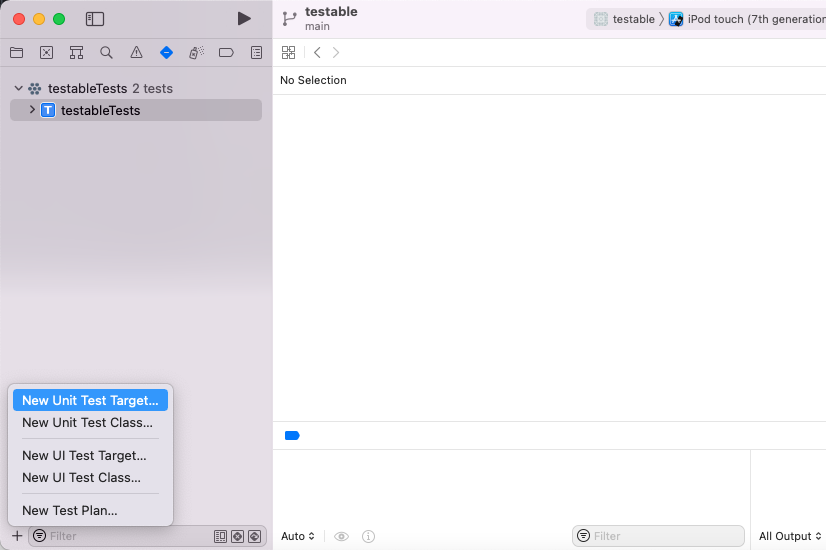 testable
main
testable
iPod touch (7th generation
No Selection
testableTests 2 tests
T testableTests
New Unit Test Target...
New Unit Test Class...
New UI Test Target...
New UI Test Class...
New Test Plan...
Filter
Auto
Filter
All Output